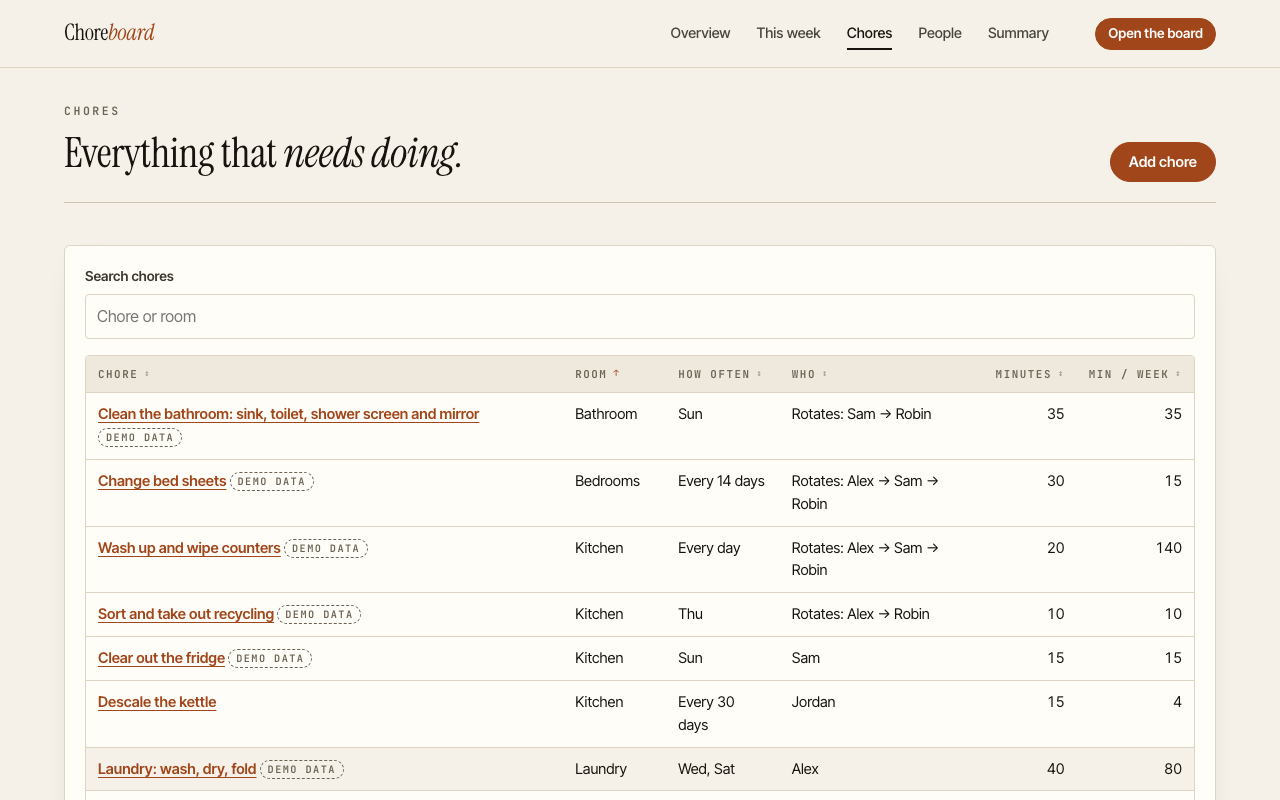 Choreboard
Overview This week Chores People Summary Open the board
CHORES
Everything that needs doing.
Add chore
Search chores
Chore or room
CHORE ↕ ROOM ↑ HOW OFTEN ↕ WHO ↕ MINUTES ↕ MIN / WEEK ↕
Clean the bathroom: sink, toilet, shower screen and mirror Bathroom Sun Rotates: Sam → Robin 35 35
DEMO DATA
Change bed sheets DEMO DATA Bedrooms Every 14 days Rotates: Alex → Sam → 30 15
Robin
Wash up and wipe counters DEMO DATA Kitchen Every day Rotates: Alex → Sam → 20 140
Robin
Sort and take out recycling DEMO DATA Kitchen Thu Rotates: Alex → Robin 10 10
Clear out the fridge DEMO DATA Kitchen Sun Sam 15 15
Descale the kettle Kitchen Every 30 Jordan 15 4
days
Laundry: wash, dry, fold DEMO DATA Laundry Wed, Sat Alex 40 80